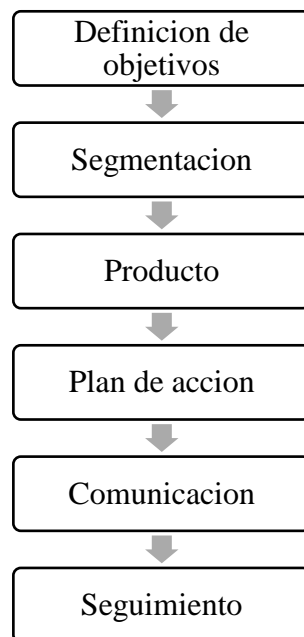 Definicion de
objetivos
Segmentacion
Producto
Plan de accion
Comunicacion
Seguimiento